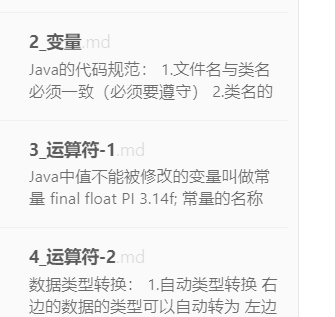 2_变量.md
Java的代码规范： 1.文件名与类名
必须一致（必须要遵守） 2.类名的
3_运算符-1.md
Java中值不能被修改的变量叫做常
量 final float PI 3.14f; 常量的名称
4_运算符-2.md
数据类型转换： 1.自动类型转换 右
边的数据的类型可以自动转为 左边